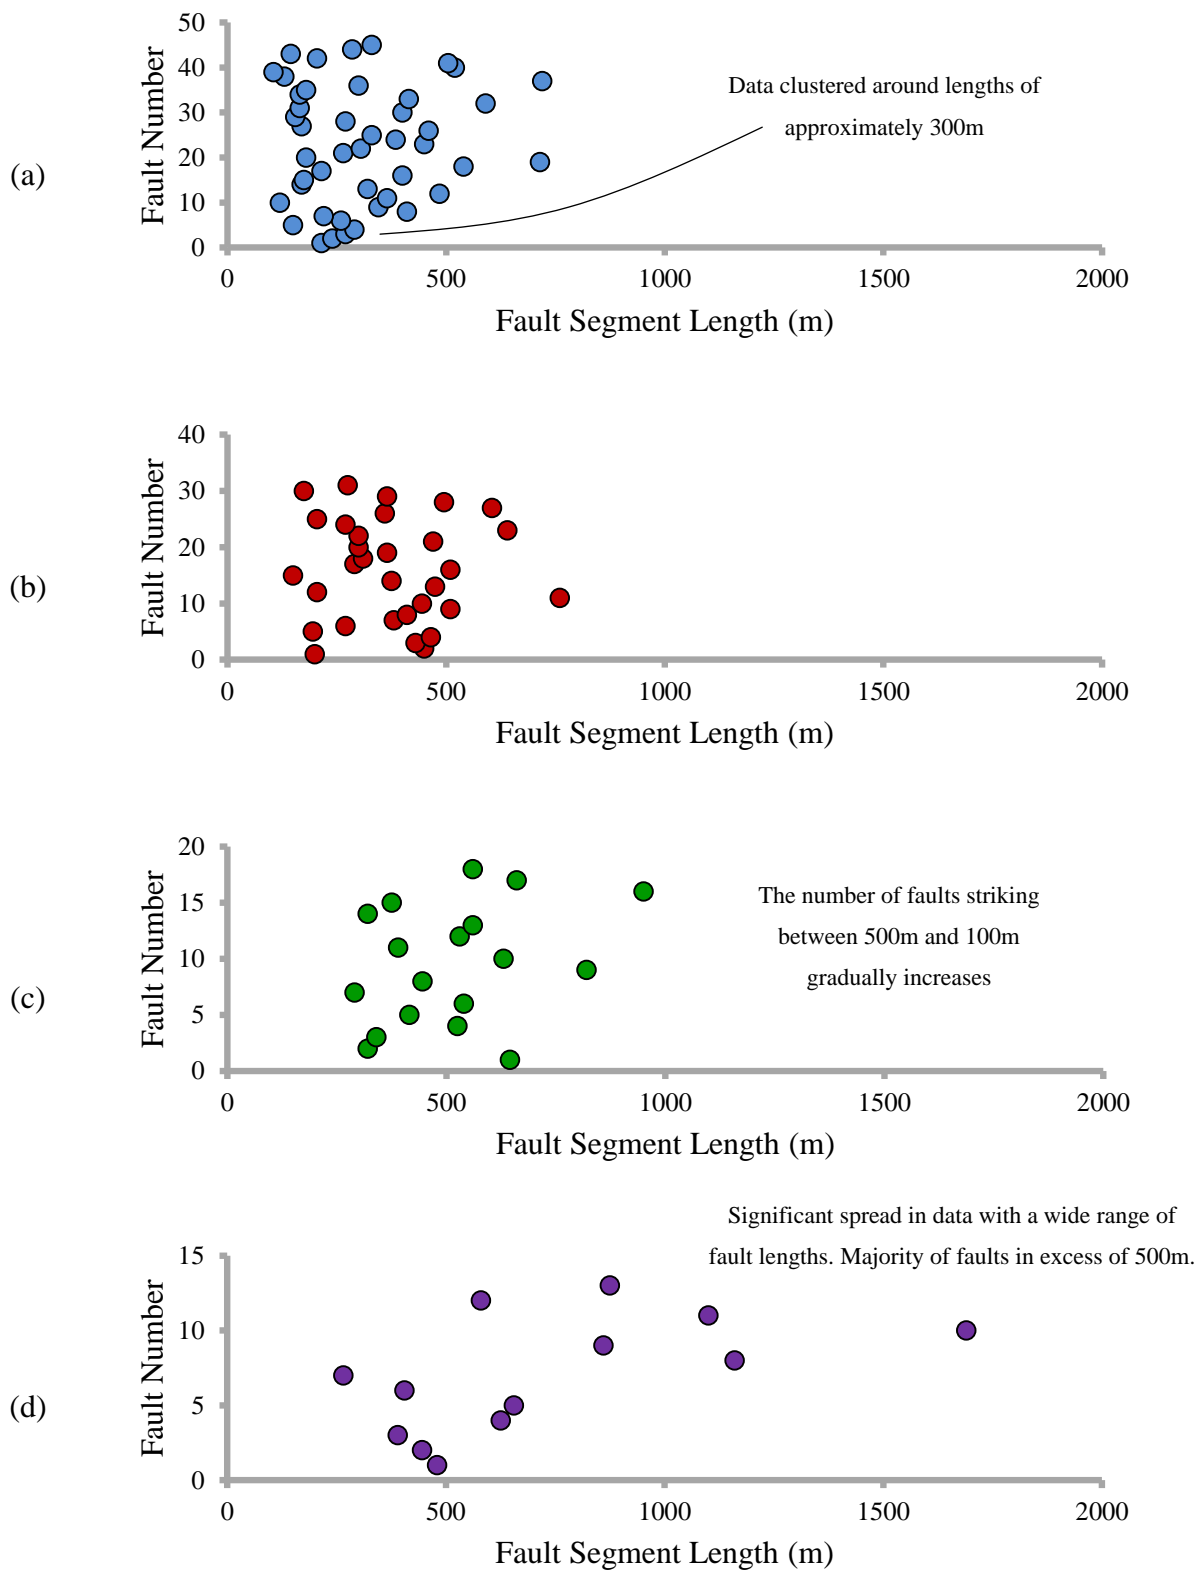 (a)
Fault Number
50
40
30
20
10
0
0 500 1000 1500 2000
Fault Segment Length (m)
Data clustered around lengths of
approximately 300m
(b)
Fault Number
40
30
20
10
0
0 500 1000 1500 2000
Fault Segment Length (m)
(c)
Fault Number
20
15
10
5
0
0 500 1000 1500 2000
Fault Segment Length (m)
The number of faults striking
between 500m and 100m
gradually increases
(d)
Significant spread in data with a wide range of
fault lengths. Majority of faults in excess of 500m.
Fault Number
15
10
5
0
0 500 1000 1500 2000
Fault Segment Length (m)